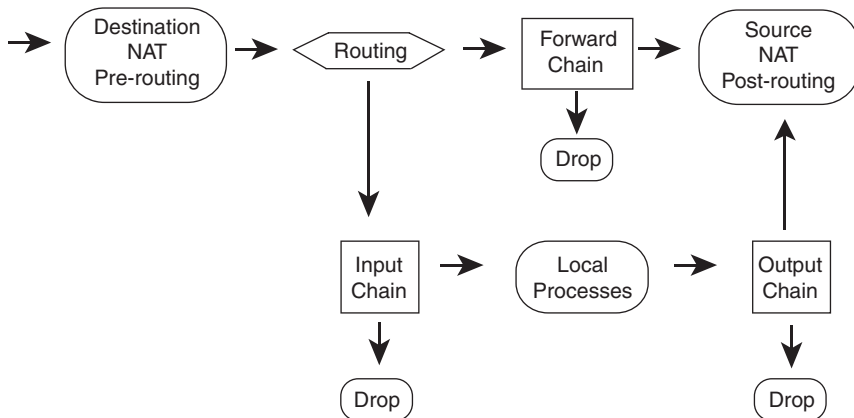 Destination
NAT
Pre-routing
Routing
Forward
Chain
Source
NAT
Post-routing
Drop
Input
Chain
Local
Processes
Output
Chain
Drop
Drop